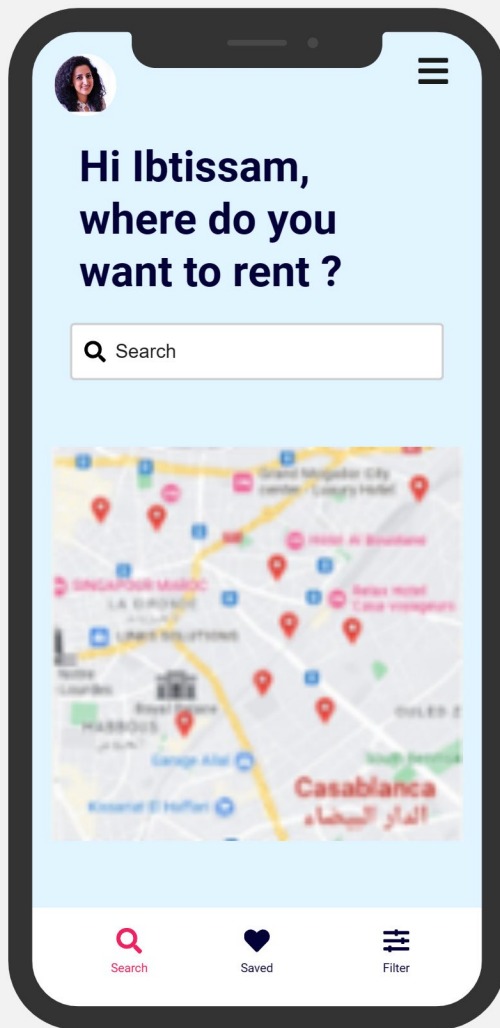 Hi Ibtissam,
where do you
want to rent ?
Search
Grand Mogador City
center - Luxury Hotel
Hotel Al Boustane
SINGAPOUR MAROC
Relax Hotel
Casa voyageurs
LA GIRONDE
LINKS SOLUTIONS
Notre
Lourdes
Royal Palace
HABBOUS
OULED Z
Garage Allal
Kissariat El Haffari
Casablanca
الدار البيضاء
Search
Saved
Filter